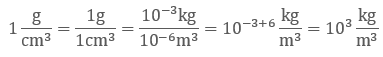 1 g/cm³ = 1g/1cm³ = 10⁻³kg/10⁻⁶m³ = 10⁻³⁺⁶ kg/m³ = 10³ kg/m³